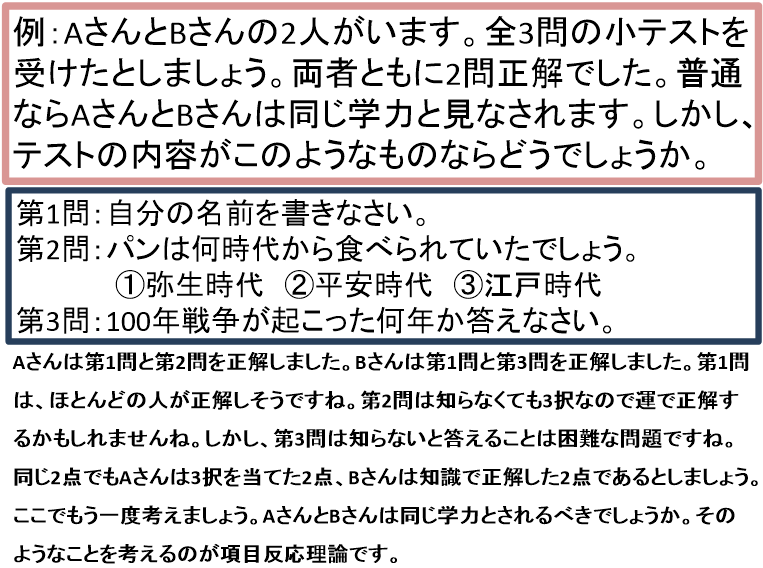 例：AさんとBさんの2人がいます。全3問の小テストを
受けたとしましょう。両者ともに2問正解でした。普通
ならAさんとBさんは同じ学力と見なされます。しかし、
テストの内容がこのようなものならどうでしょうか。
第1問：自分の名前を書きなさい。
第2問：パンは何時代から食べられていたでしょう。
①弥生時代　②平安時代　③江戸時代
第3問：100年戦争が起こった何年か答えなさい。
Aさんは第1問と第2問を正解しました。Bさんは第1問と第3問を正解しました。第1問
は、ほとんどの人が正解しそうですね。第2問は知らなくても3択なので運で正解す
るかもしれませんね。しかし、第3問は知らないと答えることは困難な問題ですね。
同じ2点でもAさんは3択を当てた2点、Bさんは知識で正解した2点であるとしましょう。
ここでもう一度考えましょう。AさんとBさんは同じ学力とされるべきでしょうか。その
ようなことを考えるのが項目反応理論です。